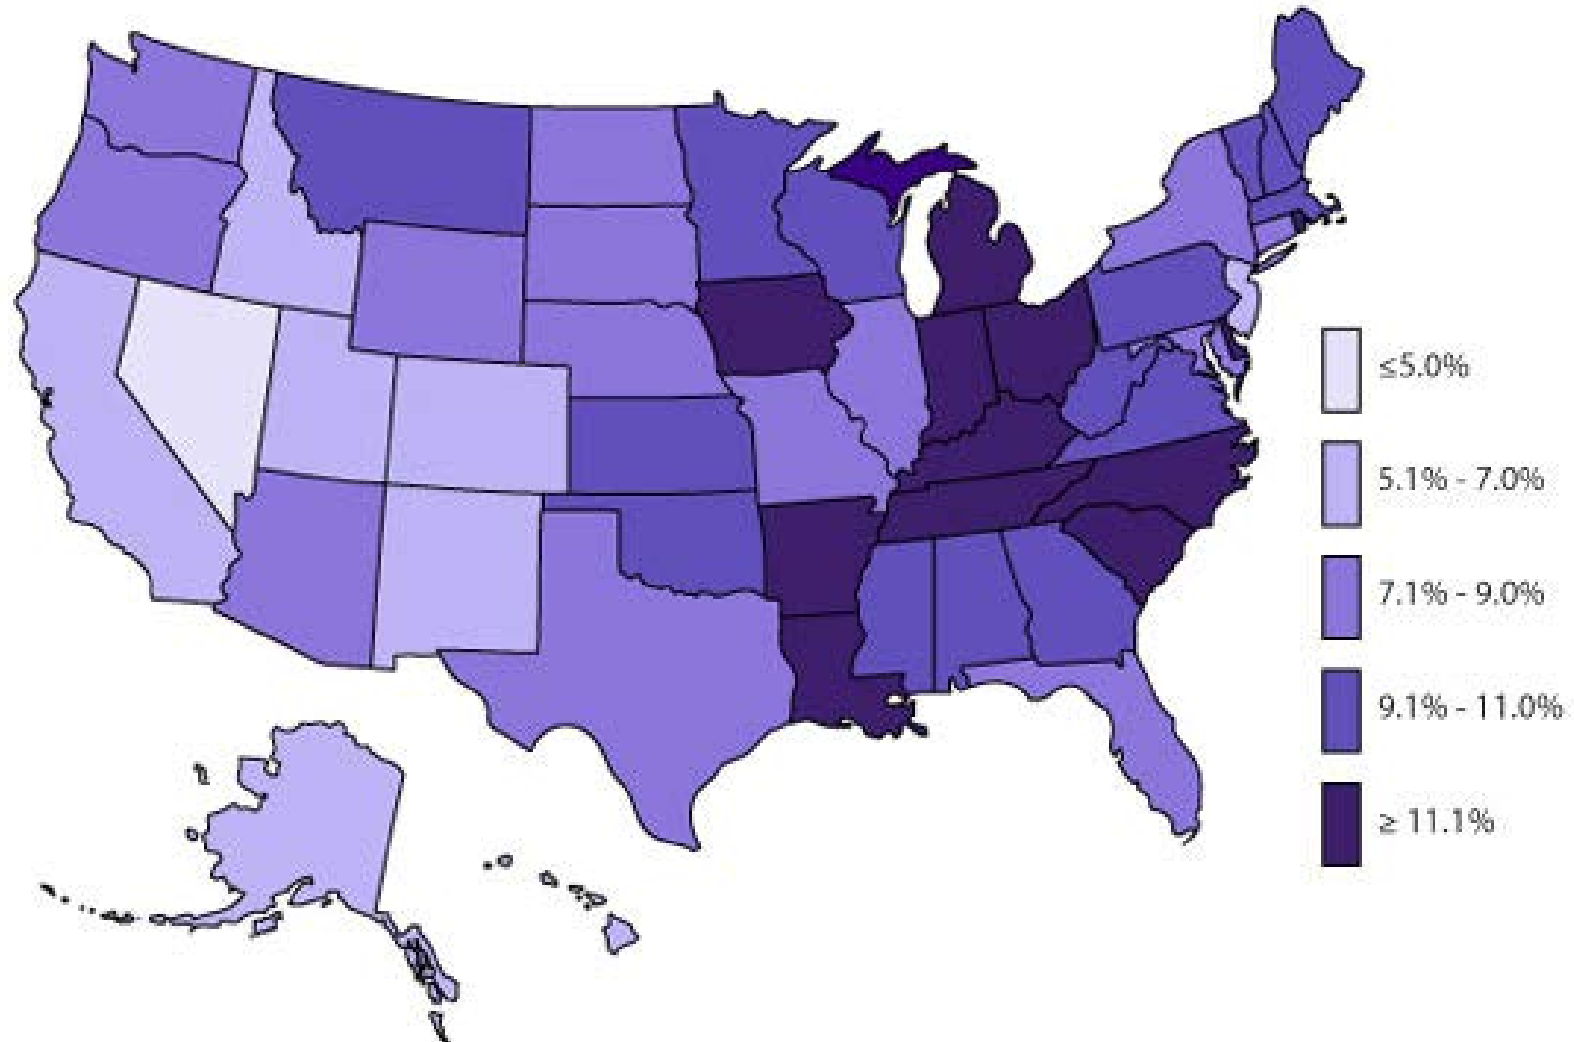 ≤5.0%
5.1% - 7.0%
7.1% - 9.0%
9.1% - 11.0%
≥ 11.1%